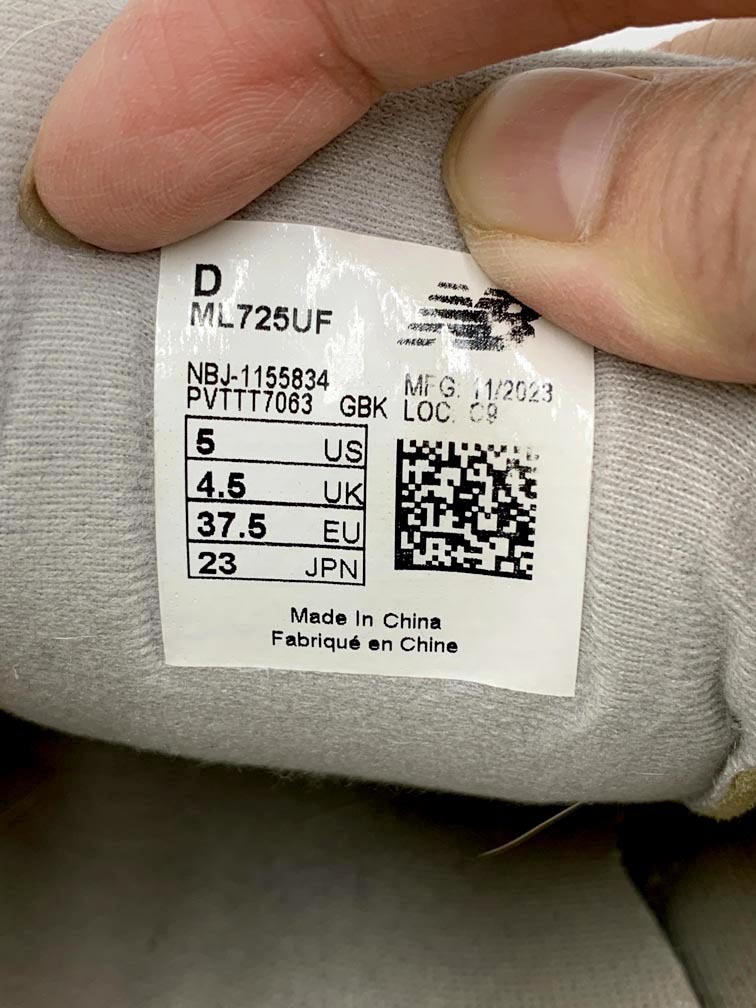 D
ML725UF
NBJ-1155834
PVTTT7063 GBK
MFG. 11/2023
LOC. C9
5 US
4.5 UK
37.5 EU
23 JPN
Made In China
Fabriqué en Chine